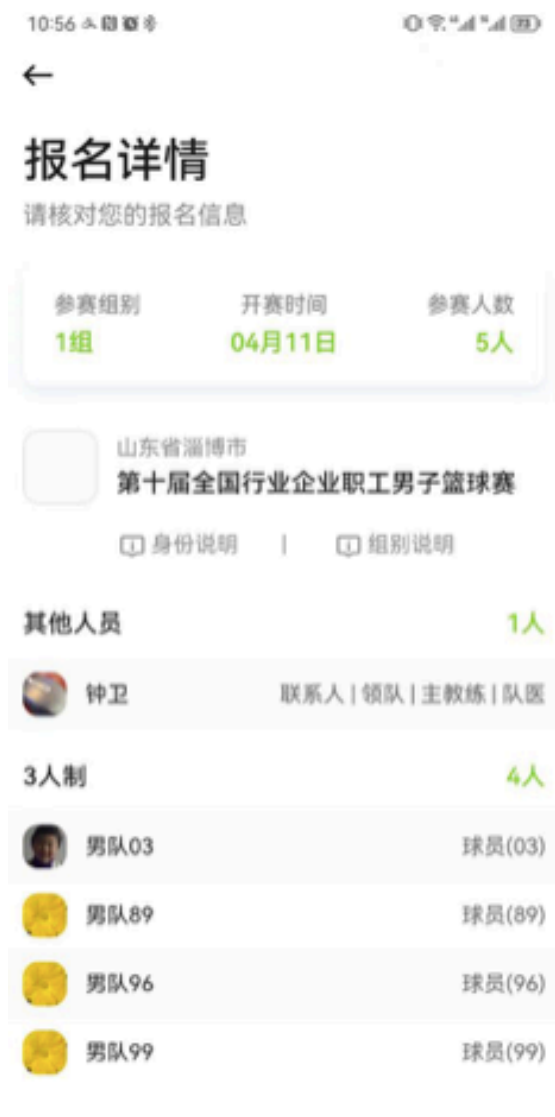 10:56
报名详情
请核对您的报名信息
参赛组别 开赛时间 参赛人数
1组 04月11日 5人
山东省淄博市
第十届全国行业企业职工男子篮球赛
身份说明 | 组别说明
其他人员 1人
钟卫 联系人 | 领队 | 主教练 | 队医
3人制 4人
男队03 球员(03)
男队89 球员(89)
男队96 球员(96)
男队99 球员(99)